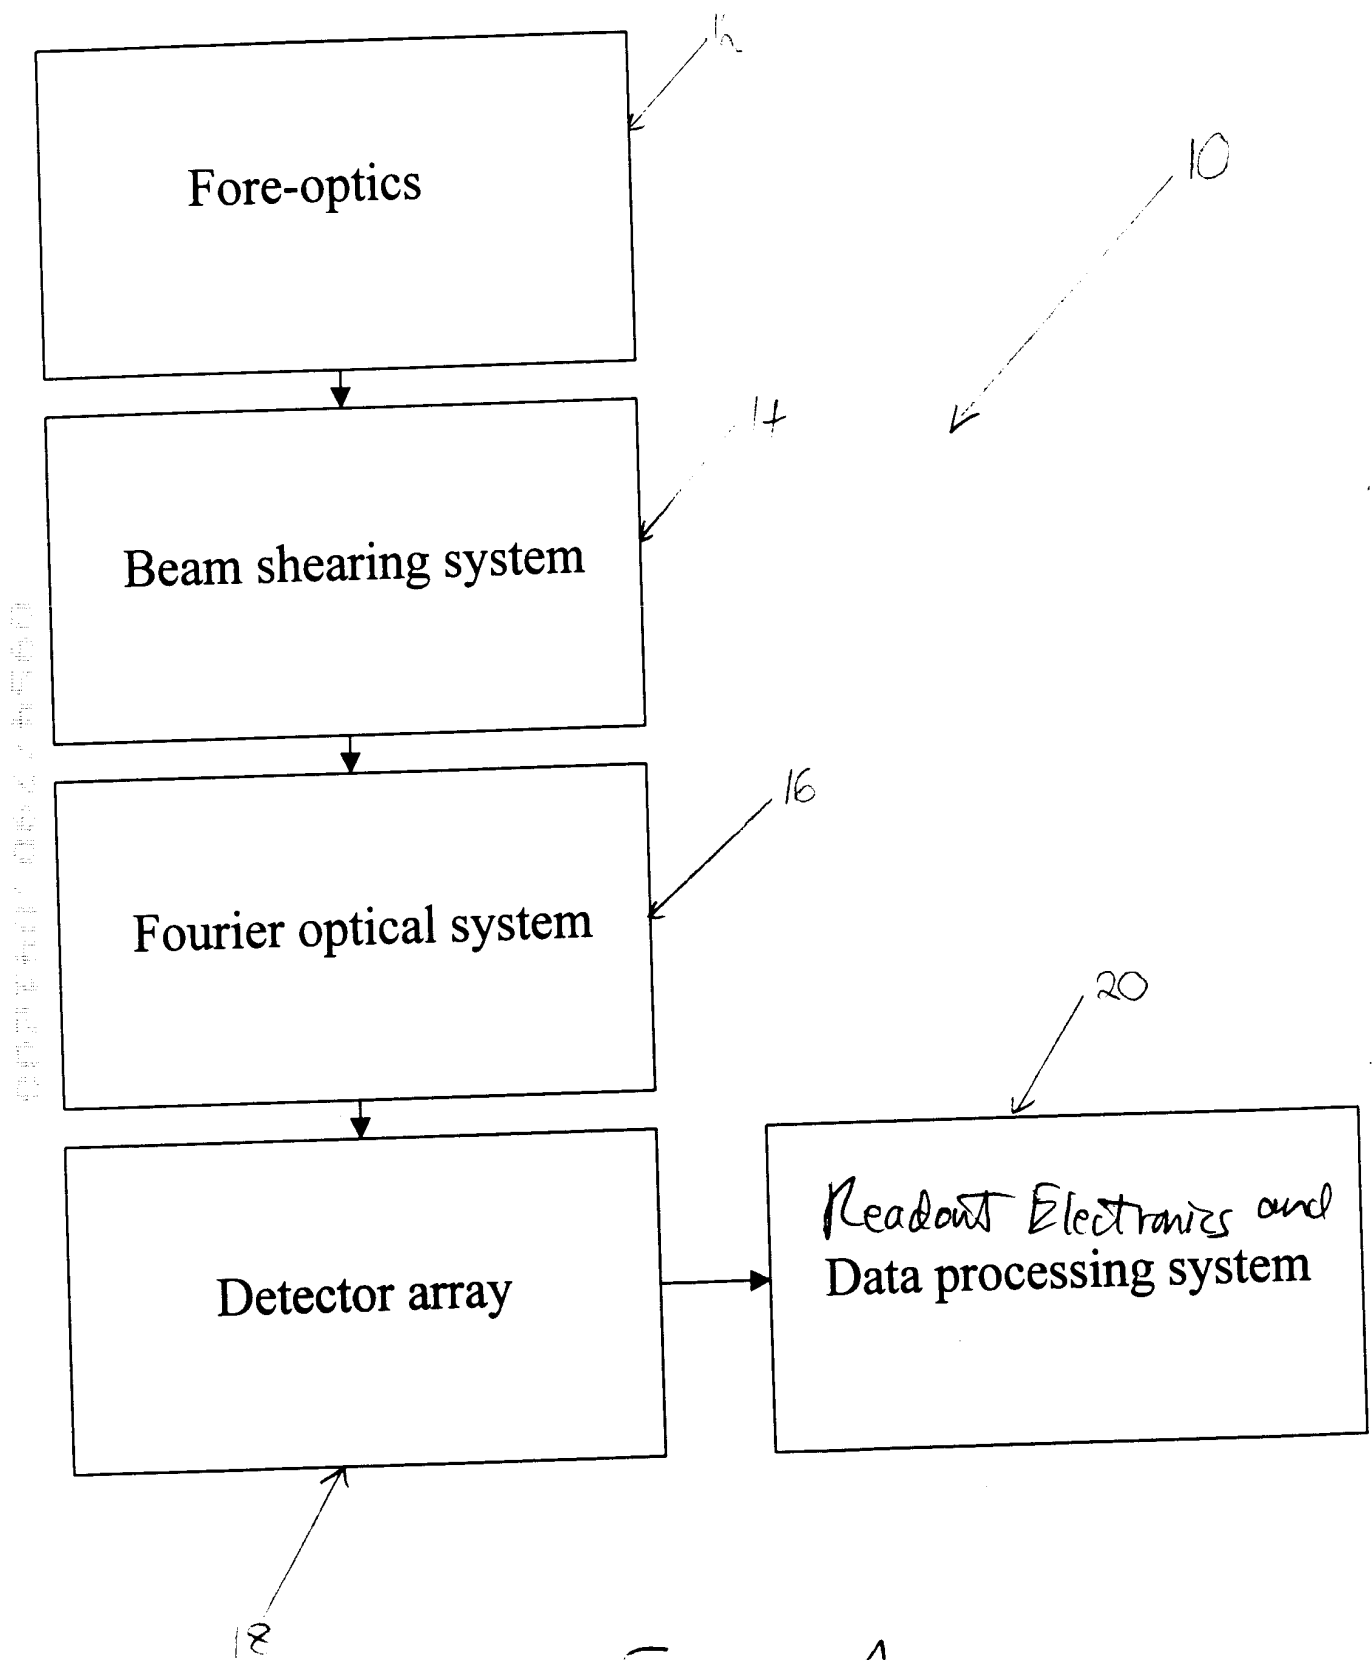 10
Fore-optics
14
Beam shearing system
16
Fourier optical system
20
Readout Electronics and
Data processing system
Detector array
18